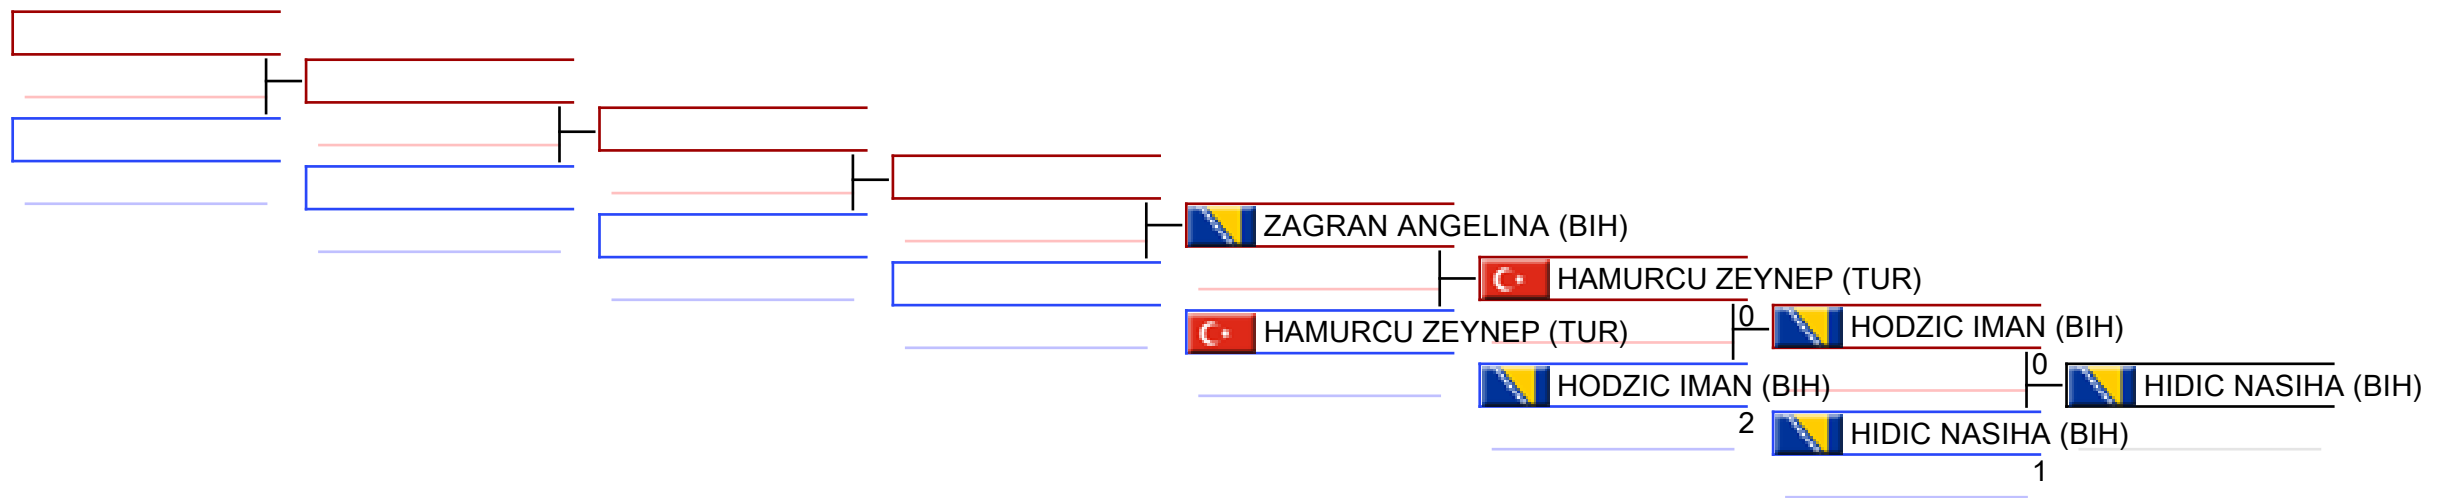 ZAGRAN ANGELINA (BIH)
HAMURCU ZEYNEP (TUR)
HAMURCU ZEYNEP (TUR)
0
HODZIC IMAN (BIH)
HODZIC IMAN (BIH)
0
HIDIC NASIHA (BIH)
2
HIDIC NASIHA (BIH)
1